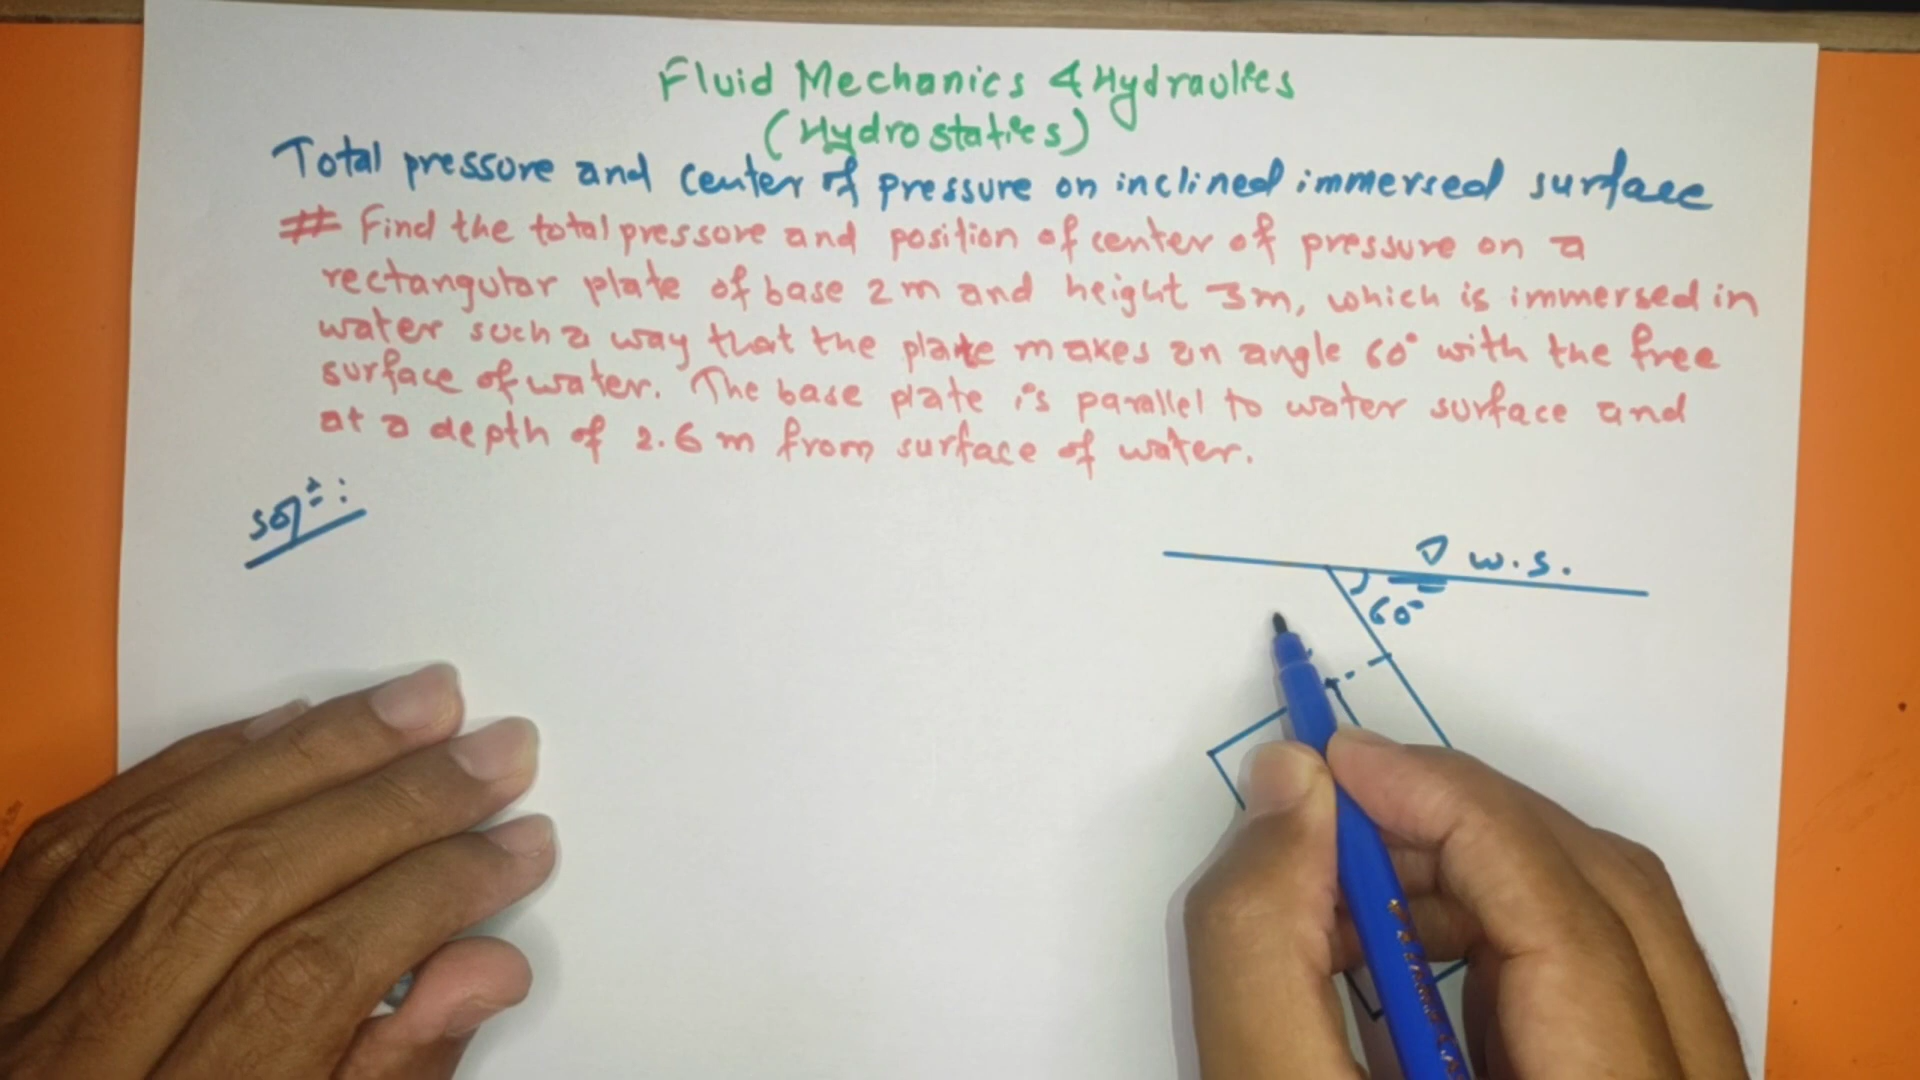 Fluid Mechanics & Hydraulics
(Hydrostatics)
Total pressure and center of pressure on inclined immersed surface
# Find the total pressure and position of center of pressure on a
rectangular plate of base 2m and height 3m, which is immersed in
water such a way that the plate makes an angle 60° with the free
surface of water. The base plate is parallel to water surface and
at a depth of 2.6 m from surface of water.
Solⁿ:
W.S.
60°